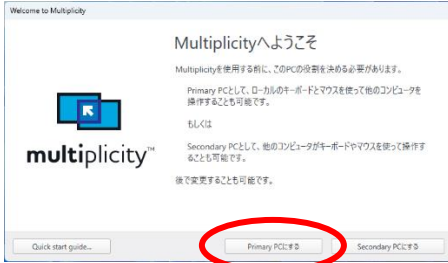 Welcome to Multiplicity
Multiplicityへようこそ
Multiplicityを使用する前に、このPCの役割を決める必要があります。
Primary PCとして、ローカルのキーボードとマウスを使って他のコンピュータを
操作することも可能です。
もしくは
Secondary PCとして、他のコンピュータがキーボードやマウスを使って操作す
ることも可能です。
後で変更することも可能です。
multiplicity™
Quick start guide...
Primary PCにする
Secondary PCにする